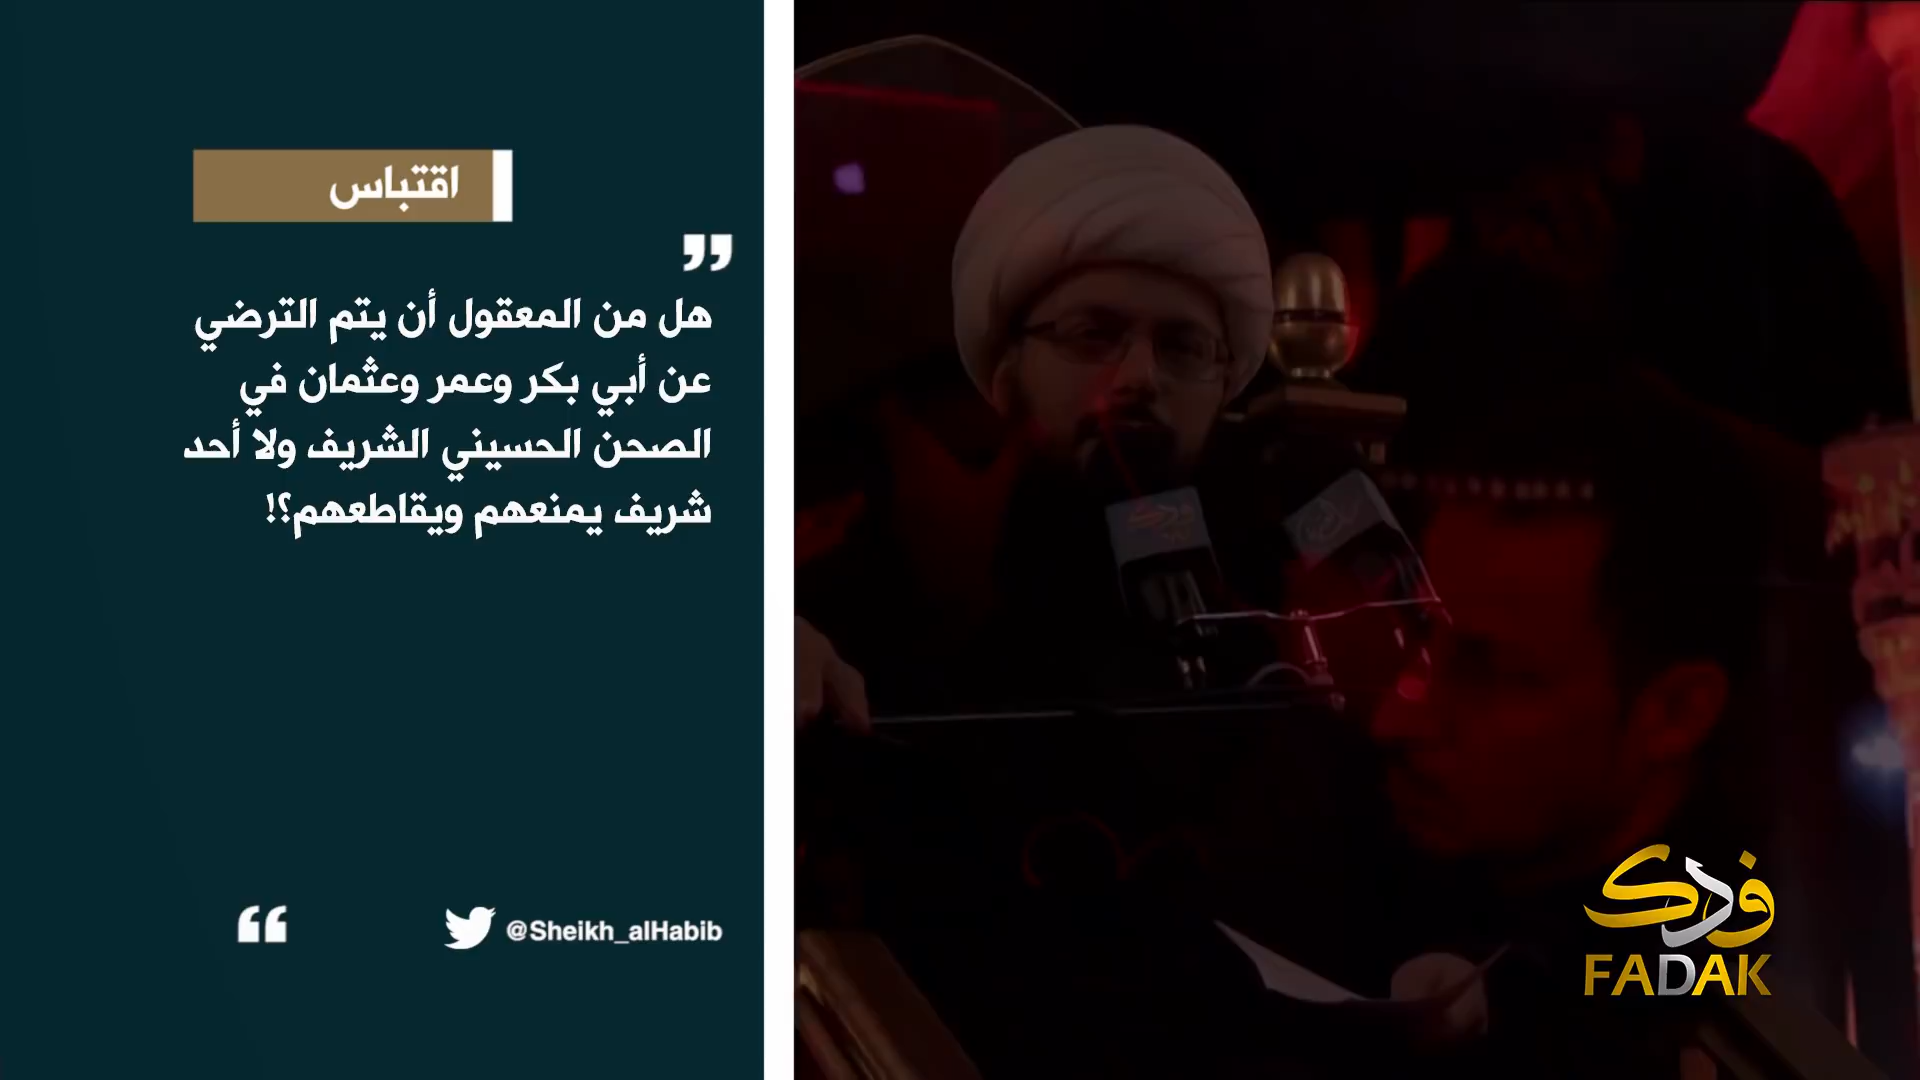 اقتباس
”
هل من المعقول أن يتم الترضي
عن أبي بكر وعمر وعثمان في
الصحن الحسيني الشريف ولا أحد
شريف يمنعهم ويقاطعهم؟!
“
@Sheikh_alHabib
فدك
فدك
FADAK